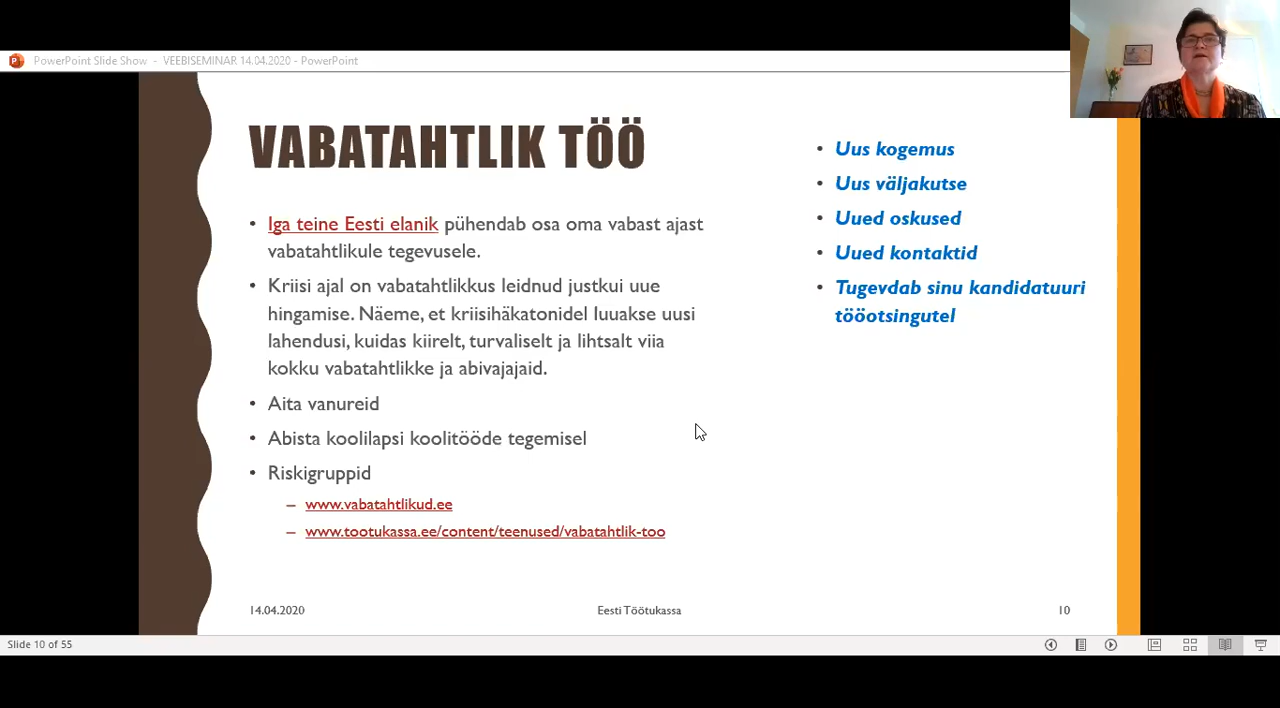 PowerPoint Slide Show - VEEBISEMINAR 14.04.2020 - PowerPoint
VABATAHTLIK TÖÖ
• Iga teine Eesti elanik pühendab osa oma vabast ajast
vabatahtlikule tegevusele.
• Kriisi ajal on vabatahtlikkus leidnud justkui uue
hingamise. Näeme, et kriisihäkatonidel luuakse uusi
lahendusi, kuidas kiirelt, turvaliselt ja lihtsalt viia
kokku vabatahtlikke ja abivajajaid.
• Aita vanureid
• Abista koolilapsi koolitööde tegemisel
• Riskigruppid
– www.vabatahtlikud.ee
– www.tootukassa.ee/content/teenused/vabatahtlik-too
• Uus kogemus
• Uus väljakutse
• Uued oskused
• Uued kontaktid
• Tugevdab sinu kandidatuuri
tööotsingutel
14.04.2020
Eesti Töötukassa
10
Slide 10 of 55